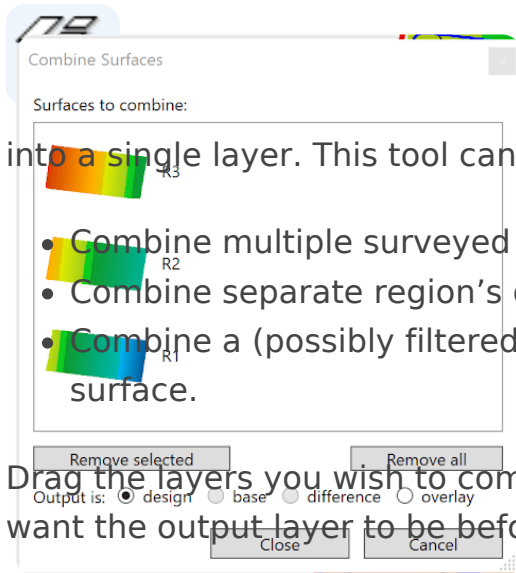 Combine Surfaces
Surfaces to combine:
into a single layer. This tool can
R3
Combine multiple surveyed
R2
Combine separate region's
Combine a (possibly filtered
R1
surface.
Remove selected Remove all
Drag the layers you wish to com
Output is: design base difference overlay
want the output layer to be befo
Close Cancel